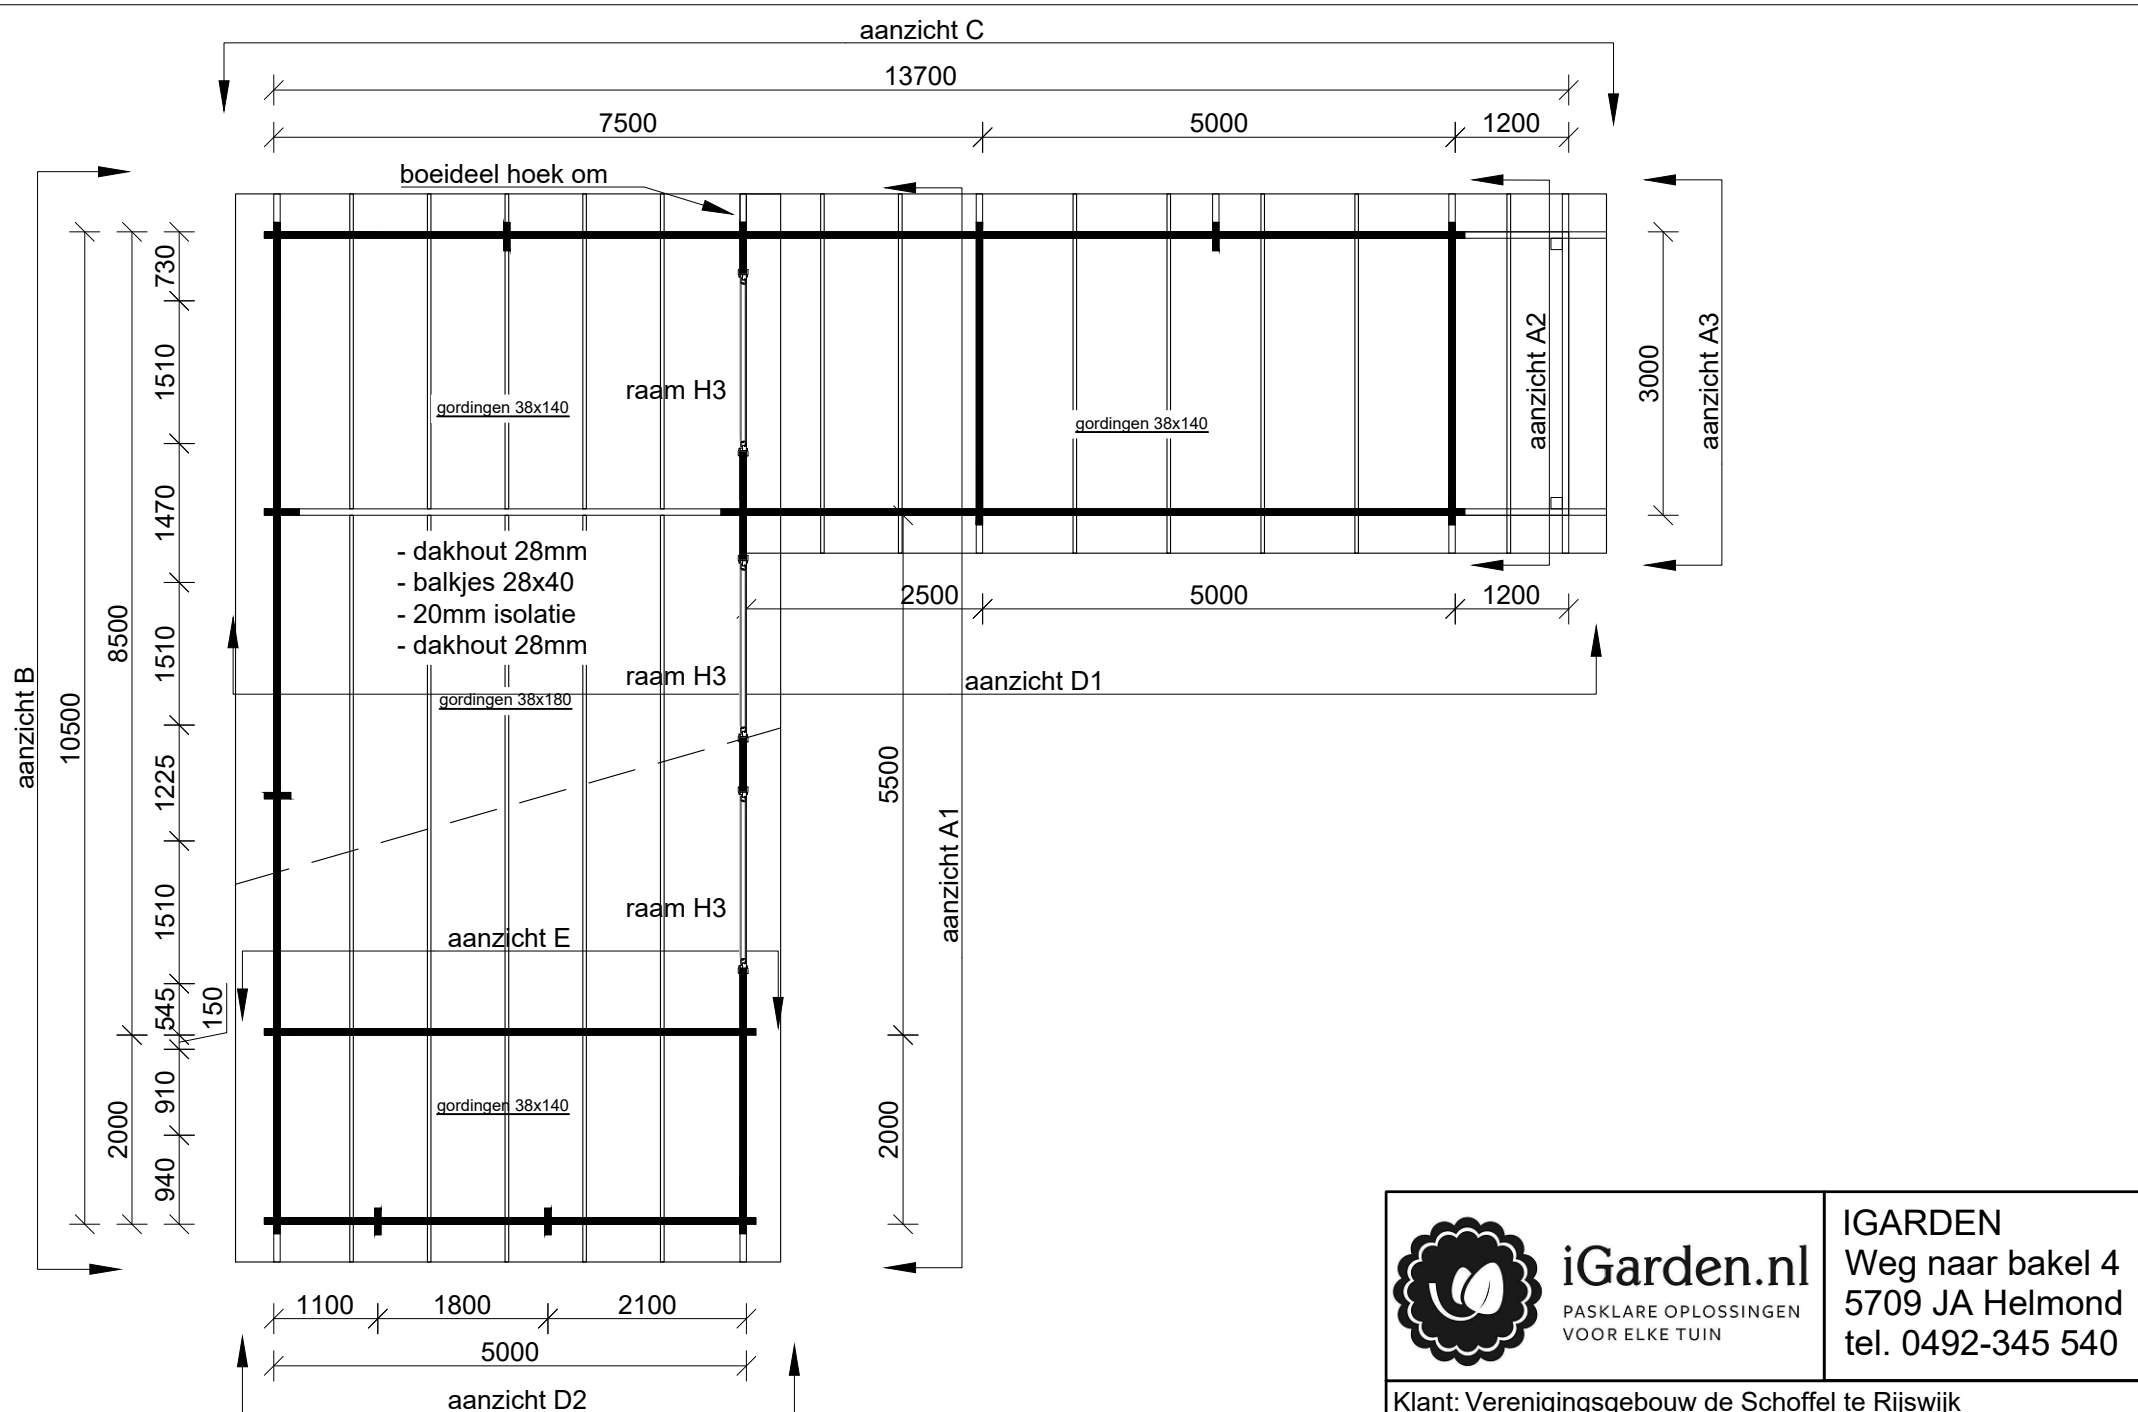 aanzicht C
13700
7500
5000
1200
boeideel hoek om
aanzicht B
10500
8500
2000
730
1510
1470
1510
1225
1510
545
150
910
940
raam H3
gordingen 38x140
gordingen 38x140
aanzicht A2
3000
aanzicht A3
- dakhout 28mm
- balkjes 28x40
- 20mm isolatie
- dakhout 28mm
2500
5000
1200
raam H3
aanzicht D1
gordingen 38x180
5500
aanzicht A1
raam H3
aanzicht E
gordingen 38x140
2000
1100
1800
2100
5000
aanzicht D2
iGarden.nl
PASKLARE OPLOSSINGEN
VOOR ELKE TUIN
IGARDEN
Weg naar bakel 4
5709 JA Helmond
tel. 0492-345 540
Klant: Verenigingsgebouw de Schoffel te Rijswijk